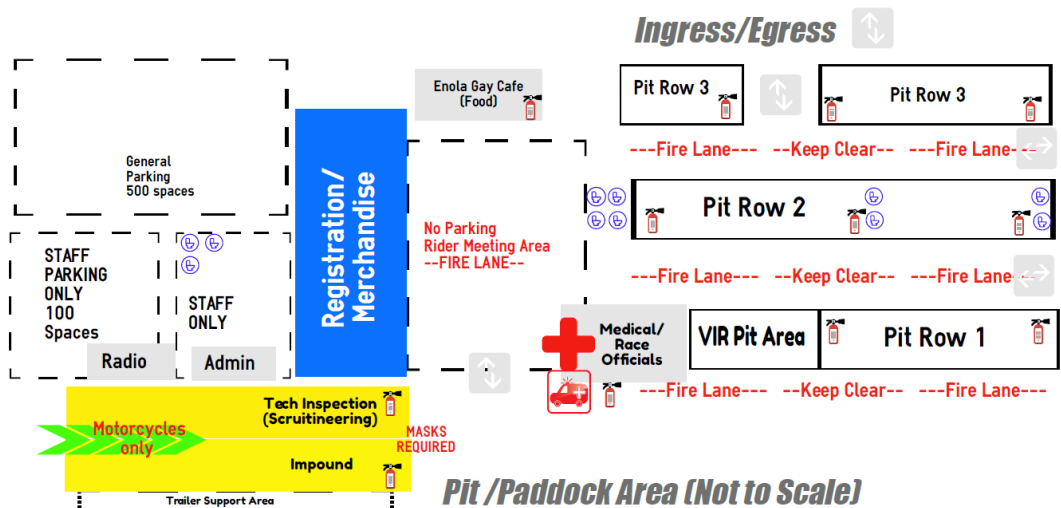 Ingress/Egress
Enola Gay Cafe
(Food)
Pit Row 3
Pit Row 3
---Fire Lane---
--Keep Clear--
---Fire Lane---
General
Parking
500 spaces
Registration/
Merchandise
No Parking
Rider Meeting Area
--FIRE LANE--
Pit Row 2
---Fire Lane---
--Keep Clear--
---Fire Lane---
STAFF
PARKING
ONLY
100
Spaces
STAFF
ONLY
Radio
Admin
Medical/
Race
Officials
VIR Pit Area
Pit Row 1
---Fire Lane---
--Keep Clear--
---Fire Lane---
Tech Inspection
(Scruitineering)
Motorcycles
only
MASKS
REQUIRED
Impound
Trailer Support Area
Pit /Paddock Area (Not to Scale)